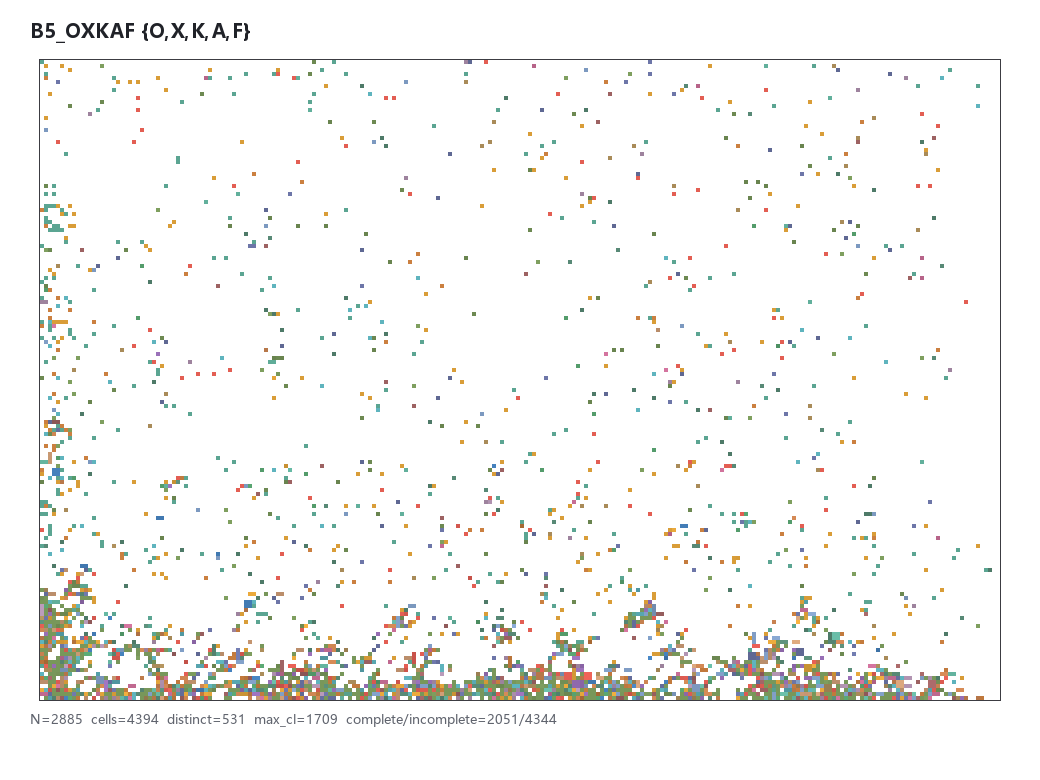 B5_OXKAF {O,X,K,A,F}
N=2885 cells=4394 distinct=531 max_cl=1709 complete/incomplete=2051/4344